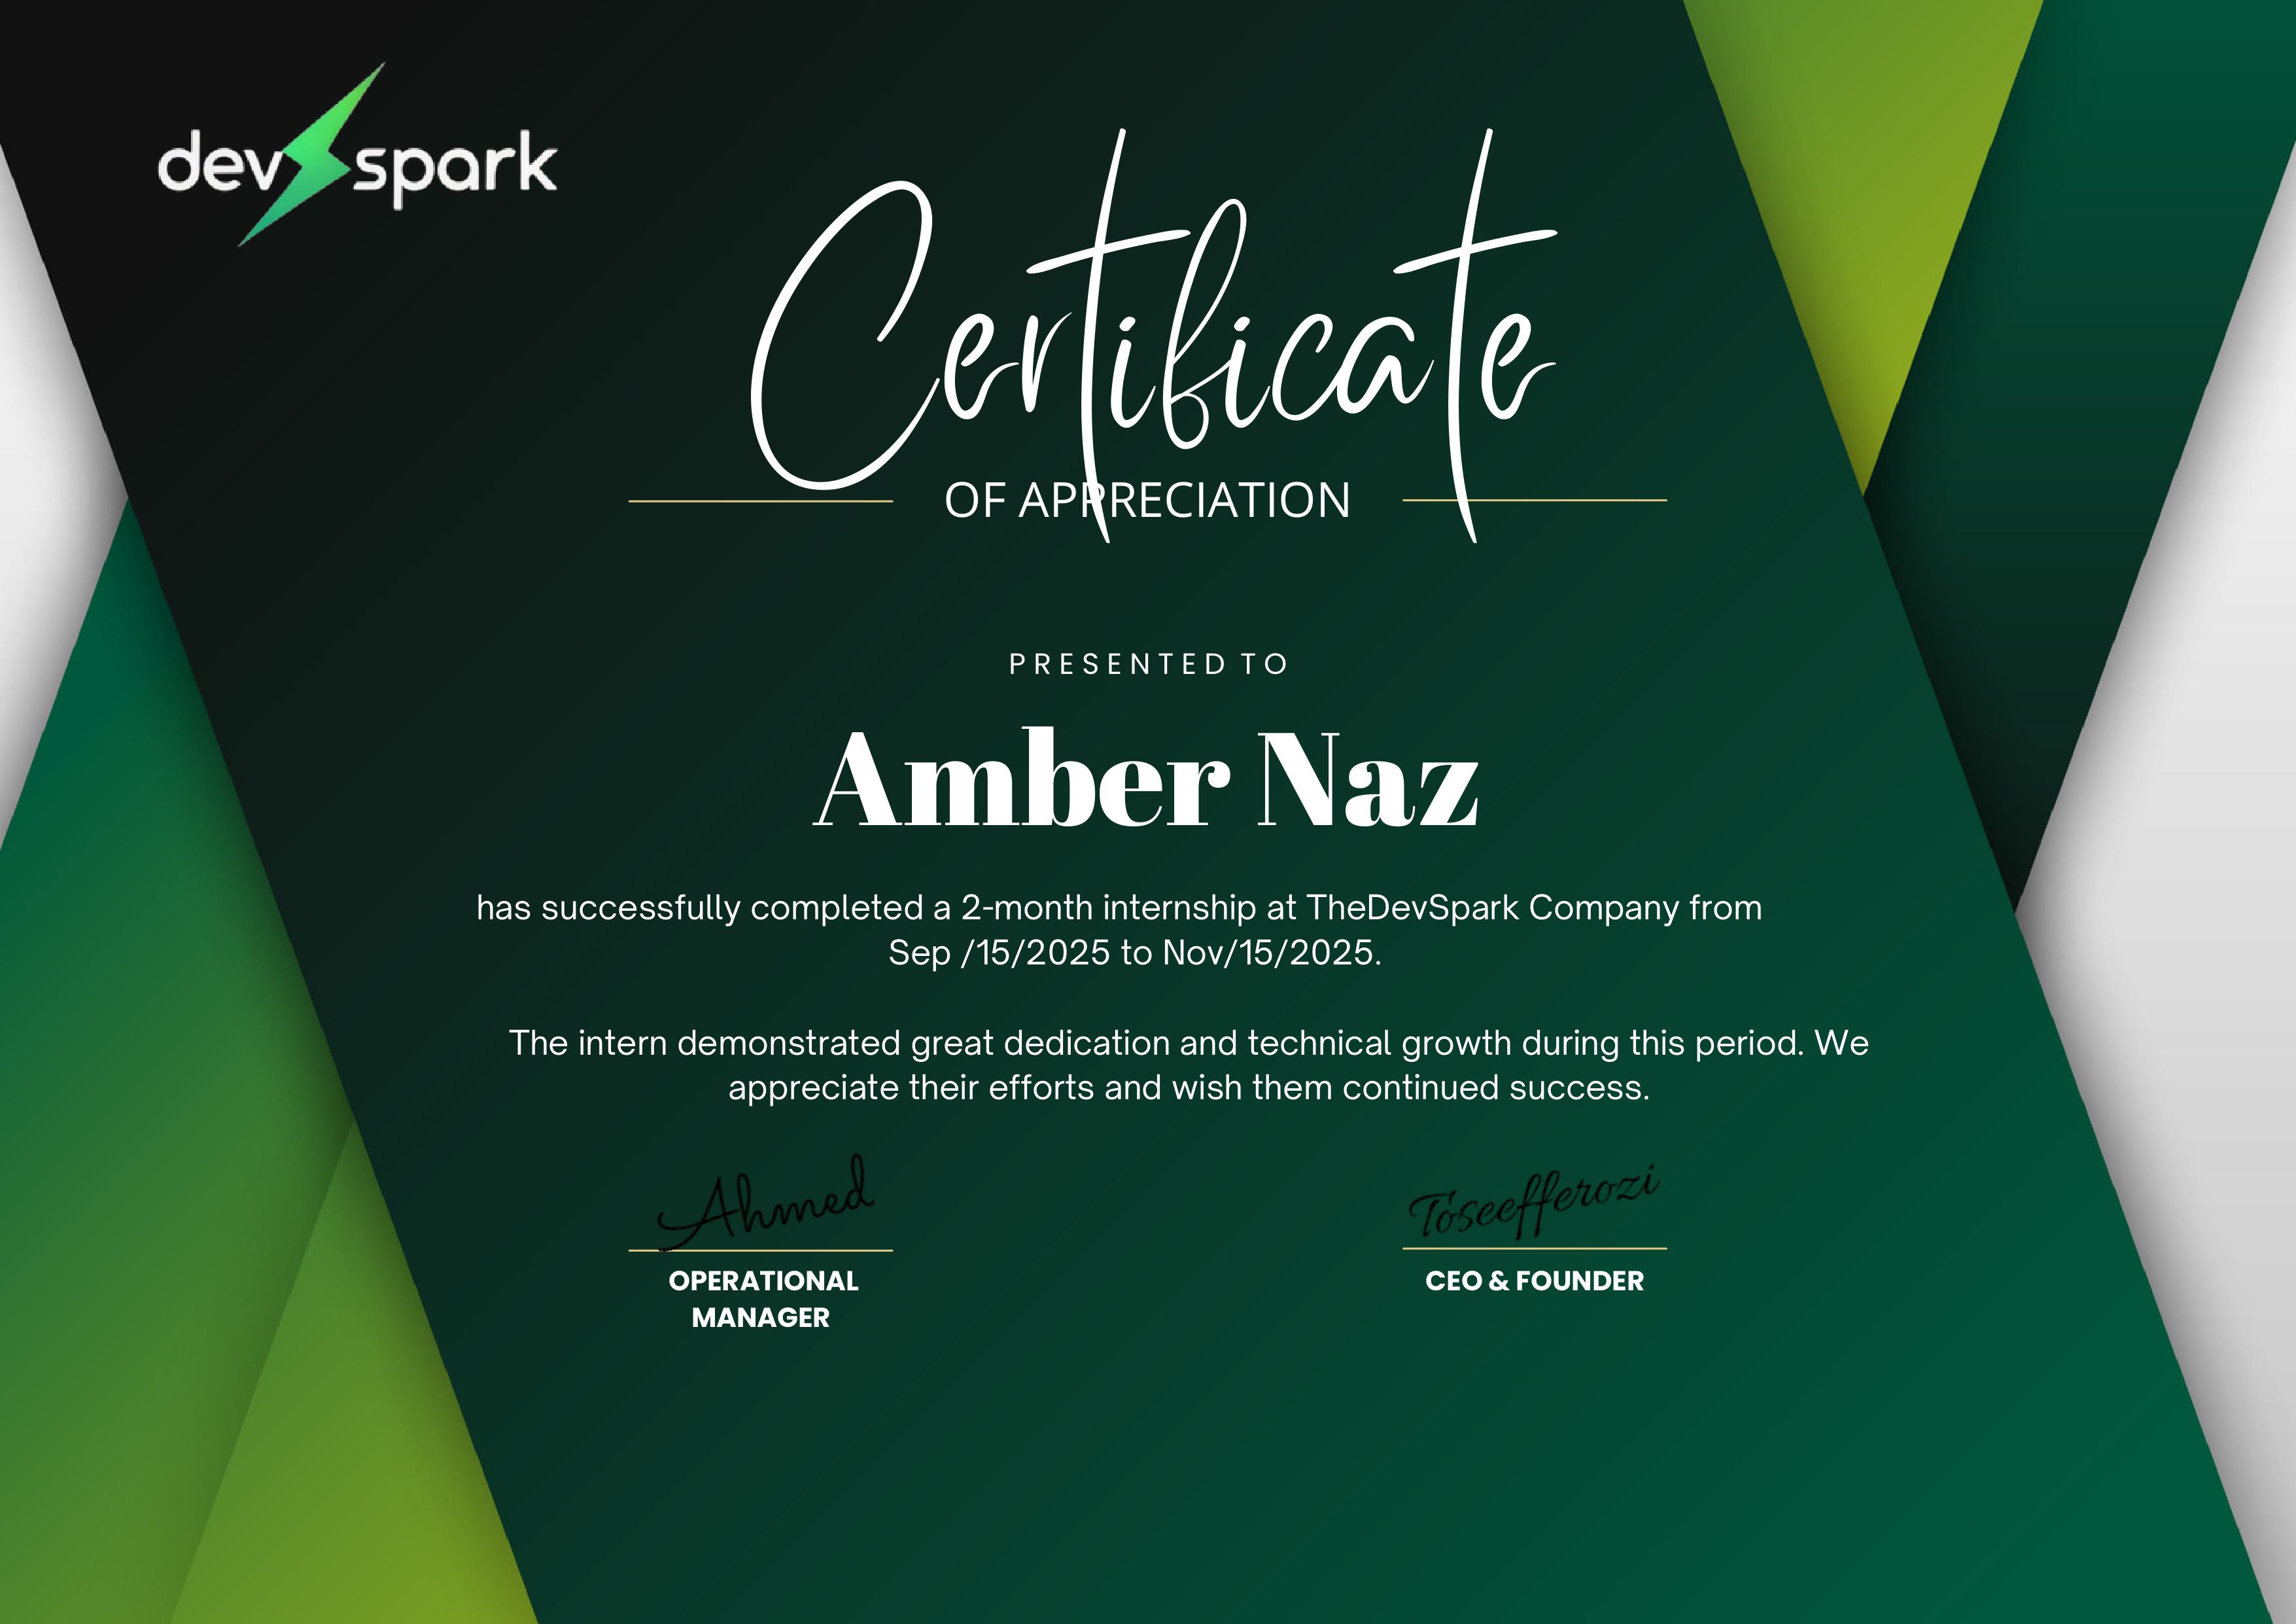 dev spark
Certificate
OF APPRECIATION
PRESENTED TO
Amber Naz
has successfully completed a 2-month internship at TheDevSpark Company from
Sep /15/2025 to Nov/15/2025.
The intern demonstrated great dedication and technical growth during this period. We
appreciate their efforts and wish them continued success.
Ahmed
Toseefferozi
OPERATIONAL
MANAGER
CEO & FOUNDER